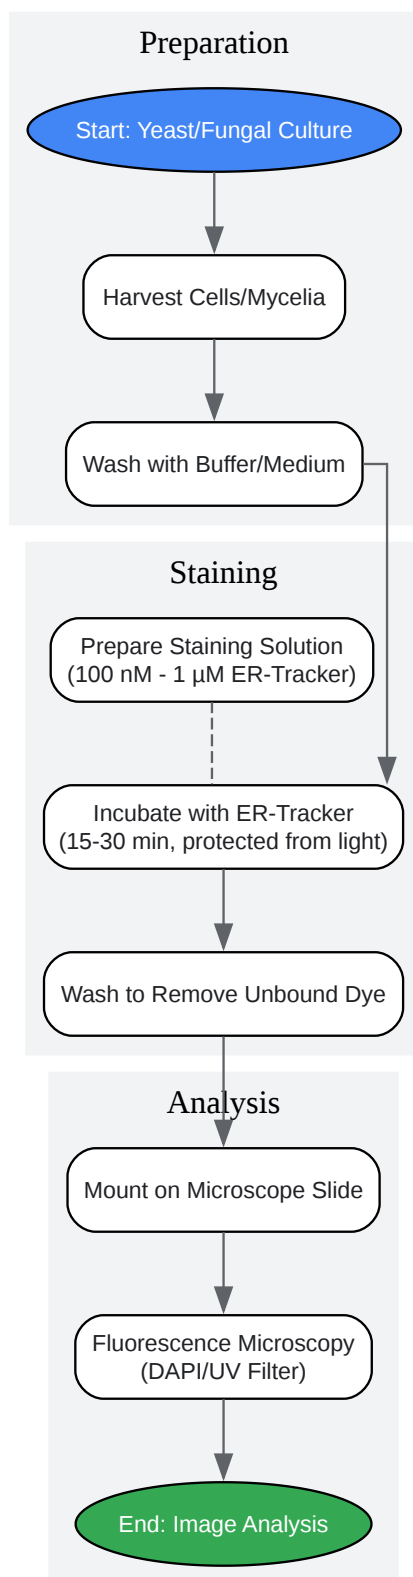 Preparation
Start: Yeast/Fungal Culture
Harvest Cells/Mycelia
Wash with Buffer/Medium
Staining
Prepare Staining Solution
(100 nM - 1 µM ER-Tracker)
Incubate with ER-Tracker
(15-30 min, protected from light)
Wash to Remove Unbound Dye
Analysis
Mount on Microscope Slide
Fluorescence Microscopy
(DAPI/UV Filter)
End: Image Analysis